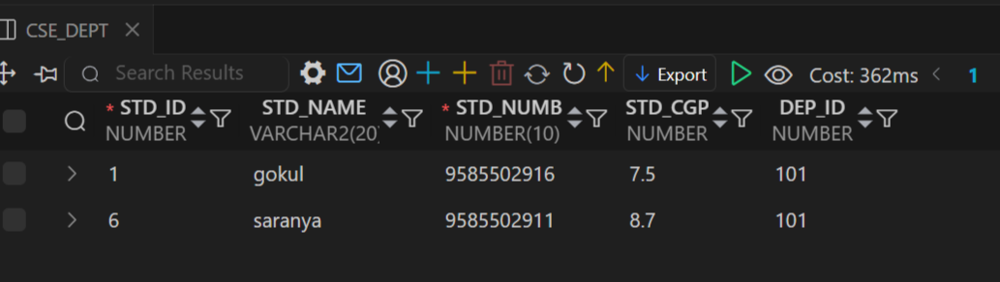 CSE_DEPT
Search Results Export Cost: 362ms 1
* STD_ID STD_NAME * STD_NUMB STD_CGP DEP_ID
NUMBER VARCHAR2(20) NUMBER(10) NUMBER NUMBER
1 gokul 9585502916 7.5 101
6 saranya 9585502911 8.7 101